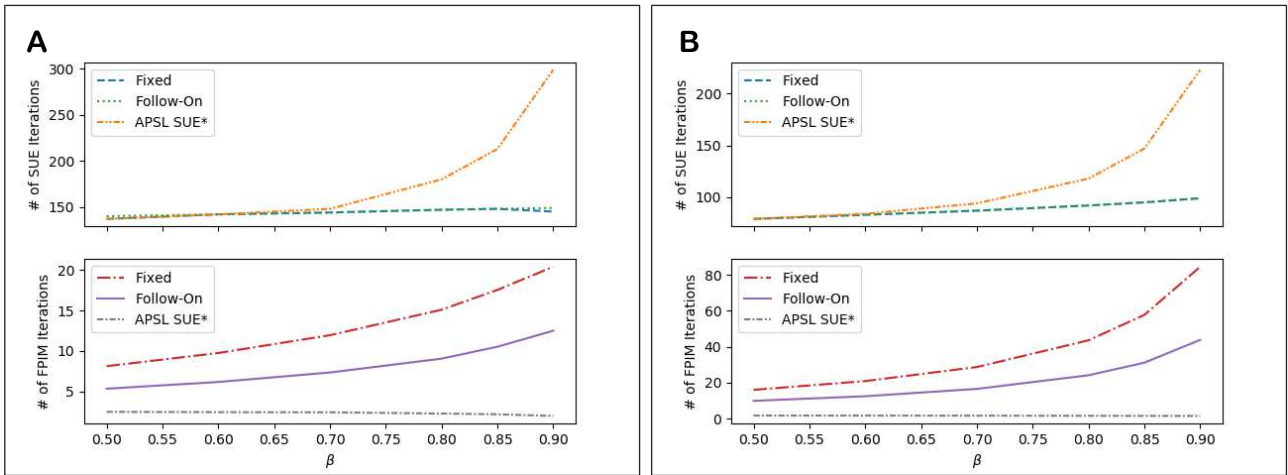 A
# of SUE Iterations
300
250
200
150
Fixed
Follow-On
APSL SUE*
# of FPIM Iterations
20
15
10
5
Fixed
Follow-On
APSL SUE*
0.50 0.55 0.60 0.65 0.70 0.75 0.80 0.85 0.90
β
B
# of SUE Iterations
200
150
100
Fixed
Follow-On
APSL SUE*
# of FPIM Iterations
80
60
40
20
0
Fixed
Follow-On
APSL SUE*
0.50 0.55 0.60 0.65 0.70 0.75 0.80 0.85 0.90
β